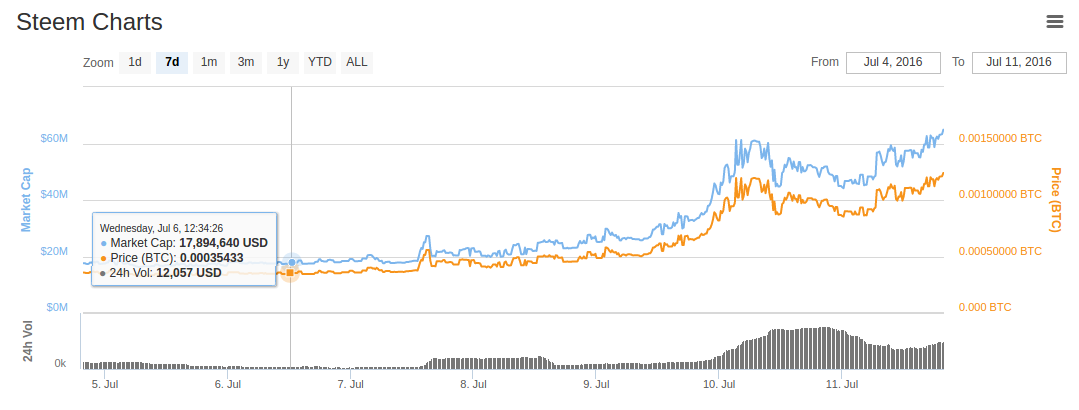 Steem Charts
Zoom 1d 7d 1m 3m 1y YTD ALL From Jul 4, 2016 To Jul 11, 2016
$60M
$40M
$20M
$0M
Market Cap
0.00150000 BTC
0.00100000 BTC
0.00050000 BTC
0.000 BTC
Price (BTC)
Wednesday, Jul 6, 12:34:26
● Market Cap: 17,894,640 USD
● Price (BTC): 0.00035433
● 24h Vol: 12,057 USD
24h Vol
0k
5. Jul 6. Jul 7. Jul 8. Jul 9. Jul 10. Jul 11. Jul